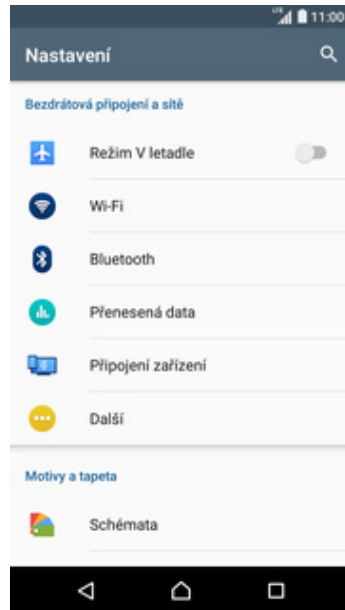 LTE 11:00
Nastavení
Bezdrátová připojení a sítě
Režim V letadle
Wi-Fi
Bluetooth
Přenesená data
Připojení zařízení
Další
Motivy a tapeta
Schémata